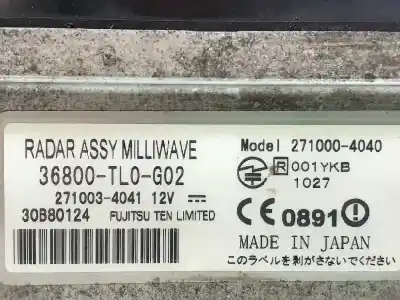 RADAR ASSY MILLIWAVE
36800-TL0-G02
271003-4041 12V
30B80124 FUJITSU TEN LIMITED
Model 271000-4040
R 001YKB
1027
CE 0891
MADE IN JAPAN
このラベルを剥がさないでください